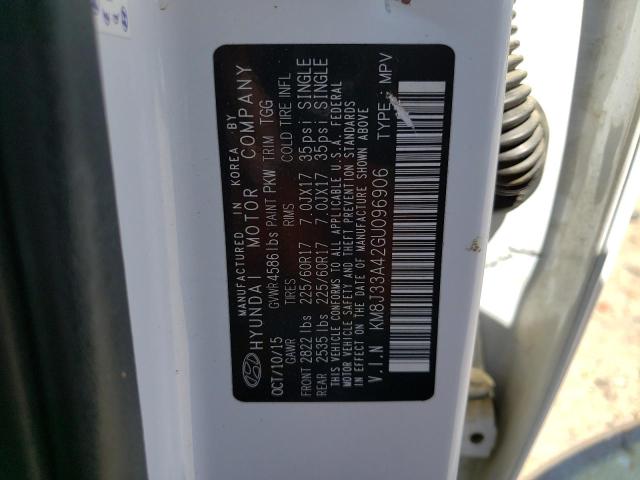 MANUFACTURED IN KOREA BY
HYUNDAI MOTOR COMPANY
OCT/10/15 GVWR 4586 lbs PAINT PKW TRIM TGG
GAWR TIRES RIMS COLD TIRE INFL
FRONT 2822 lbs 225/60R17 7.0JX17 35psi SINGLE
REAR 2535 lbs 225/60R17 7.0JX17 35psi SINGLE
THIS VEHICLE CONFORMS TO ALL APPLICABLE U.S.A. FEDERAL
MOTOR VEHICLE SAFETY AND THEFT PREVENTION STANDARDS
IN EFFECT ON THE DATE OF MANUFACTURE SHOWN ABOVE
V.I.N KM8J33A42GU096906 TYPE: MPV